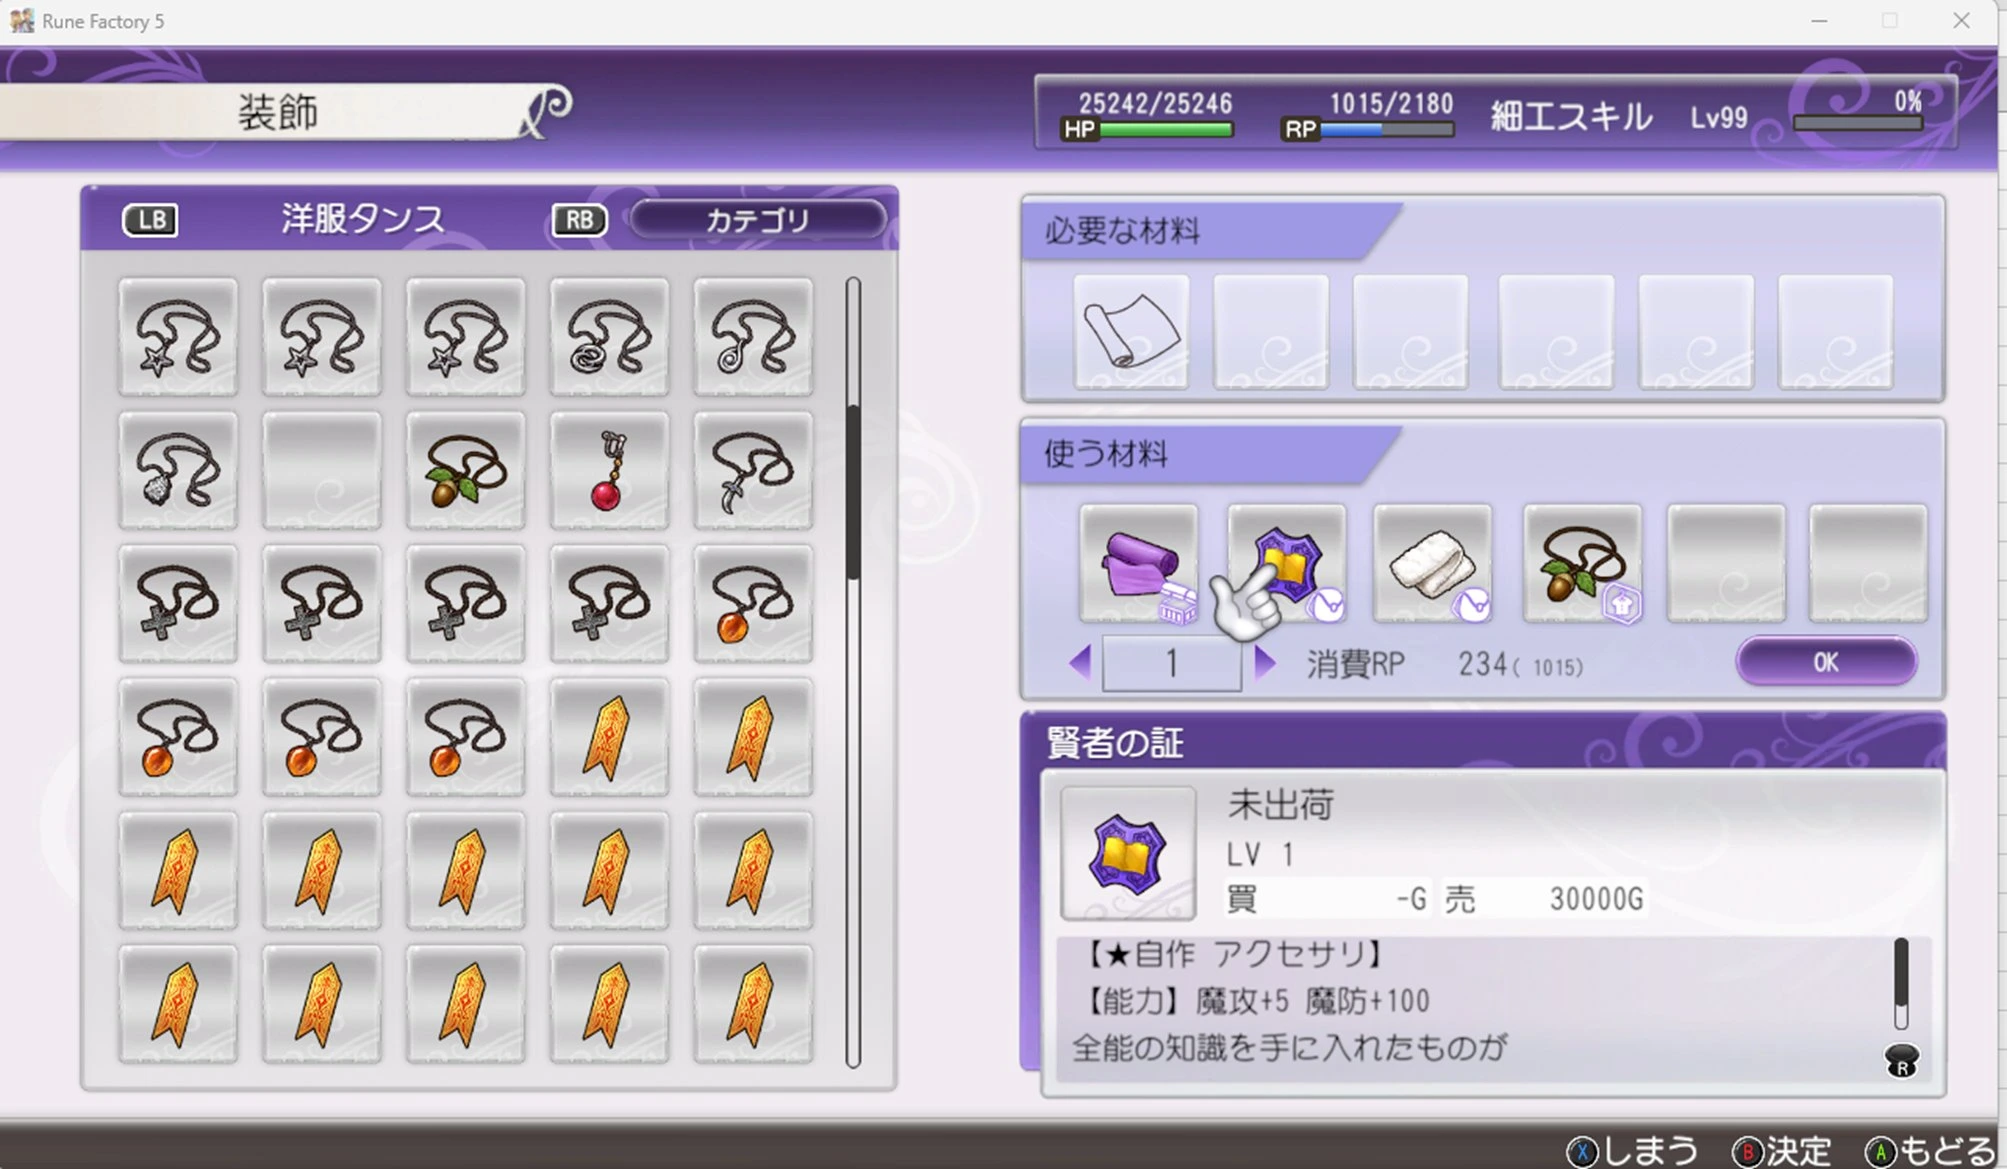 Rune Factory 5
装飾
25242/25246
HP
1015/2180
RP
細工スキル Lv99
0%
LB 洋服タンス RB カテゴリ
必要な材料
使う材料
1 消費RP 234( 1015)
OK
賢者の証
未出荷
LV 1
買 -G 売 30000G
【★自作 アクセサリ】
【能力】魔攻+5 魔防+100
全能の知識を手に入れたものが
R
X しまう B 決定 A もどる